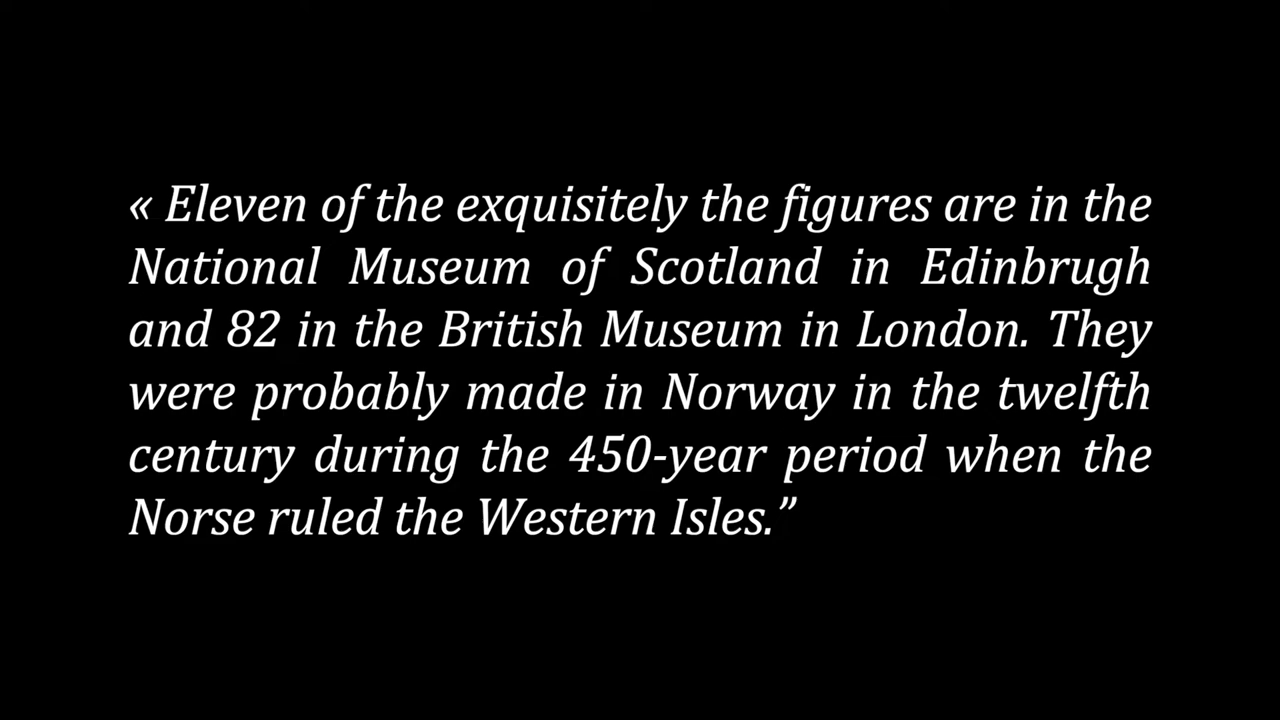 « Eleven of the exquisitely the figures are in the
National Museum of Scotland in Edinbrugh
and 82 in the British Museum in London. They
were probably made in Norway in the twelfth
century during the 450-year period when the
Norse ruled the Western Isles.”